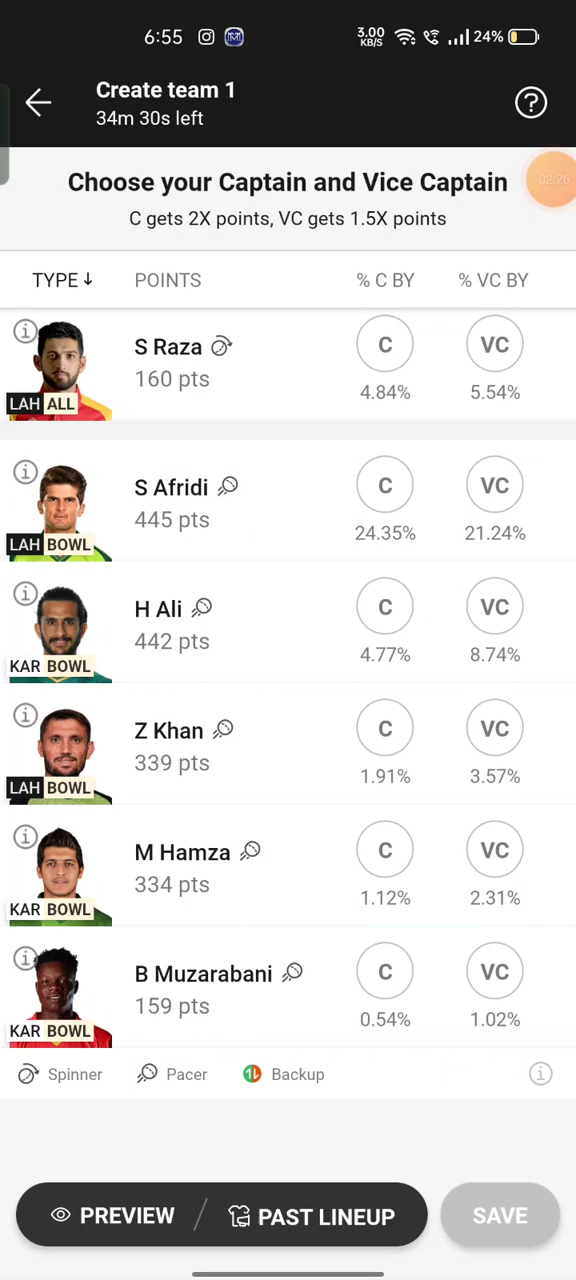 6:55
3.00
KB/S
24%
Create team 1
34m 30s left
?
Choose your Captain and Vice Captain
02:26
C gets 2X points, VC gets 1.5X points
TYPE↓ POINTS % C BY % VC BY
i
S Raza C VC
160 pts 4.84% 5.54%
LAH ALL
i
S Afridi C VC
445 pts 24.35% 21.24%
LAH BOWL
i
H Ali C VC
442 pts 4.77% 8.74%
KAR BOWL
i
Z Khan C VC
339 pts 1.91% 3.57%
LAH BOWL
i
M Hamza C VC
334 pts 1.12% 2.31%
KAR BOWL
i
B Muzarabani C VC
159 pts 0.54% 1.02%
KAR BOWL
Spinner Pacer Backup i
PREVIEW / PAST LINEUP SAVE